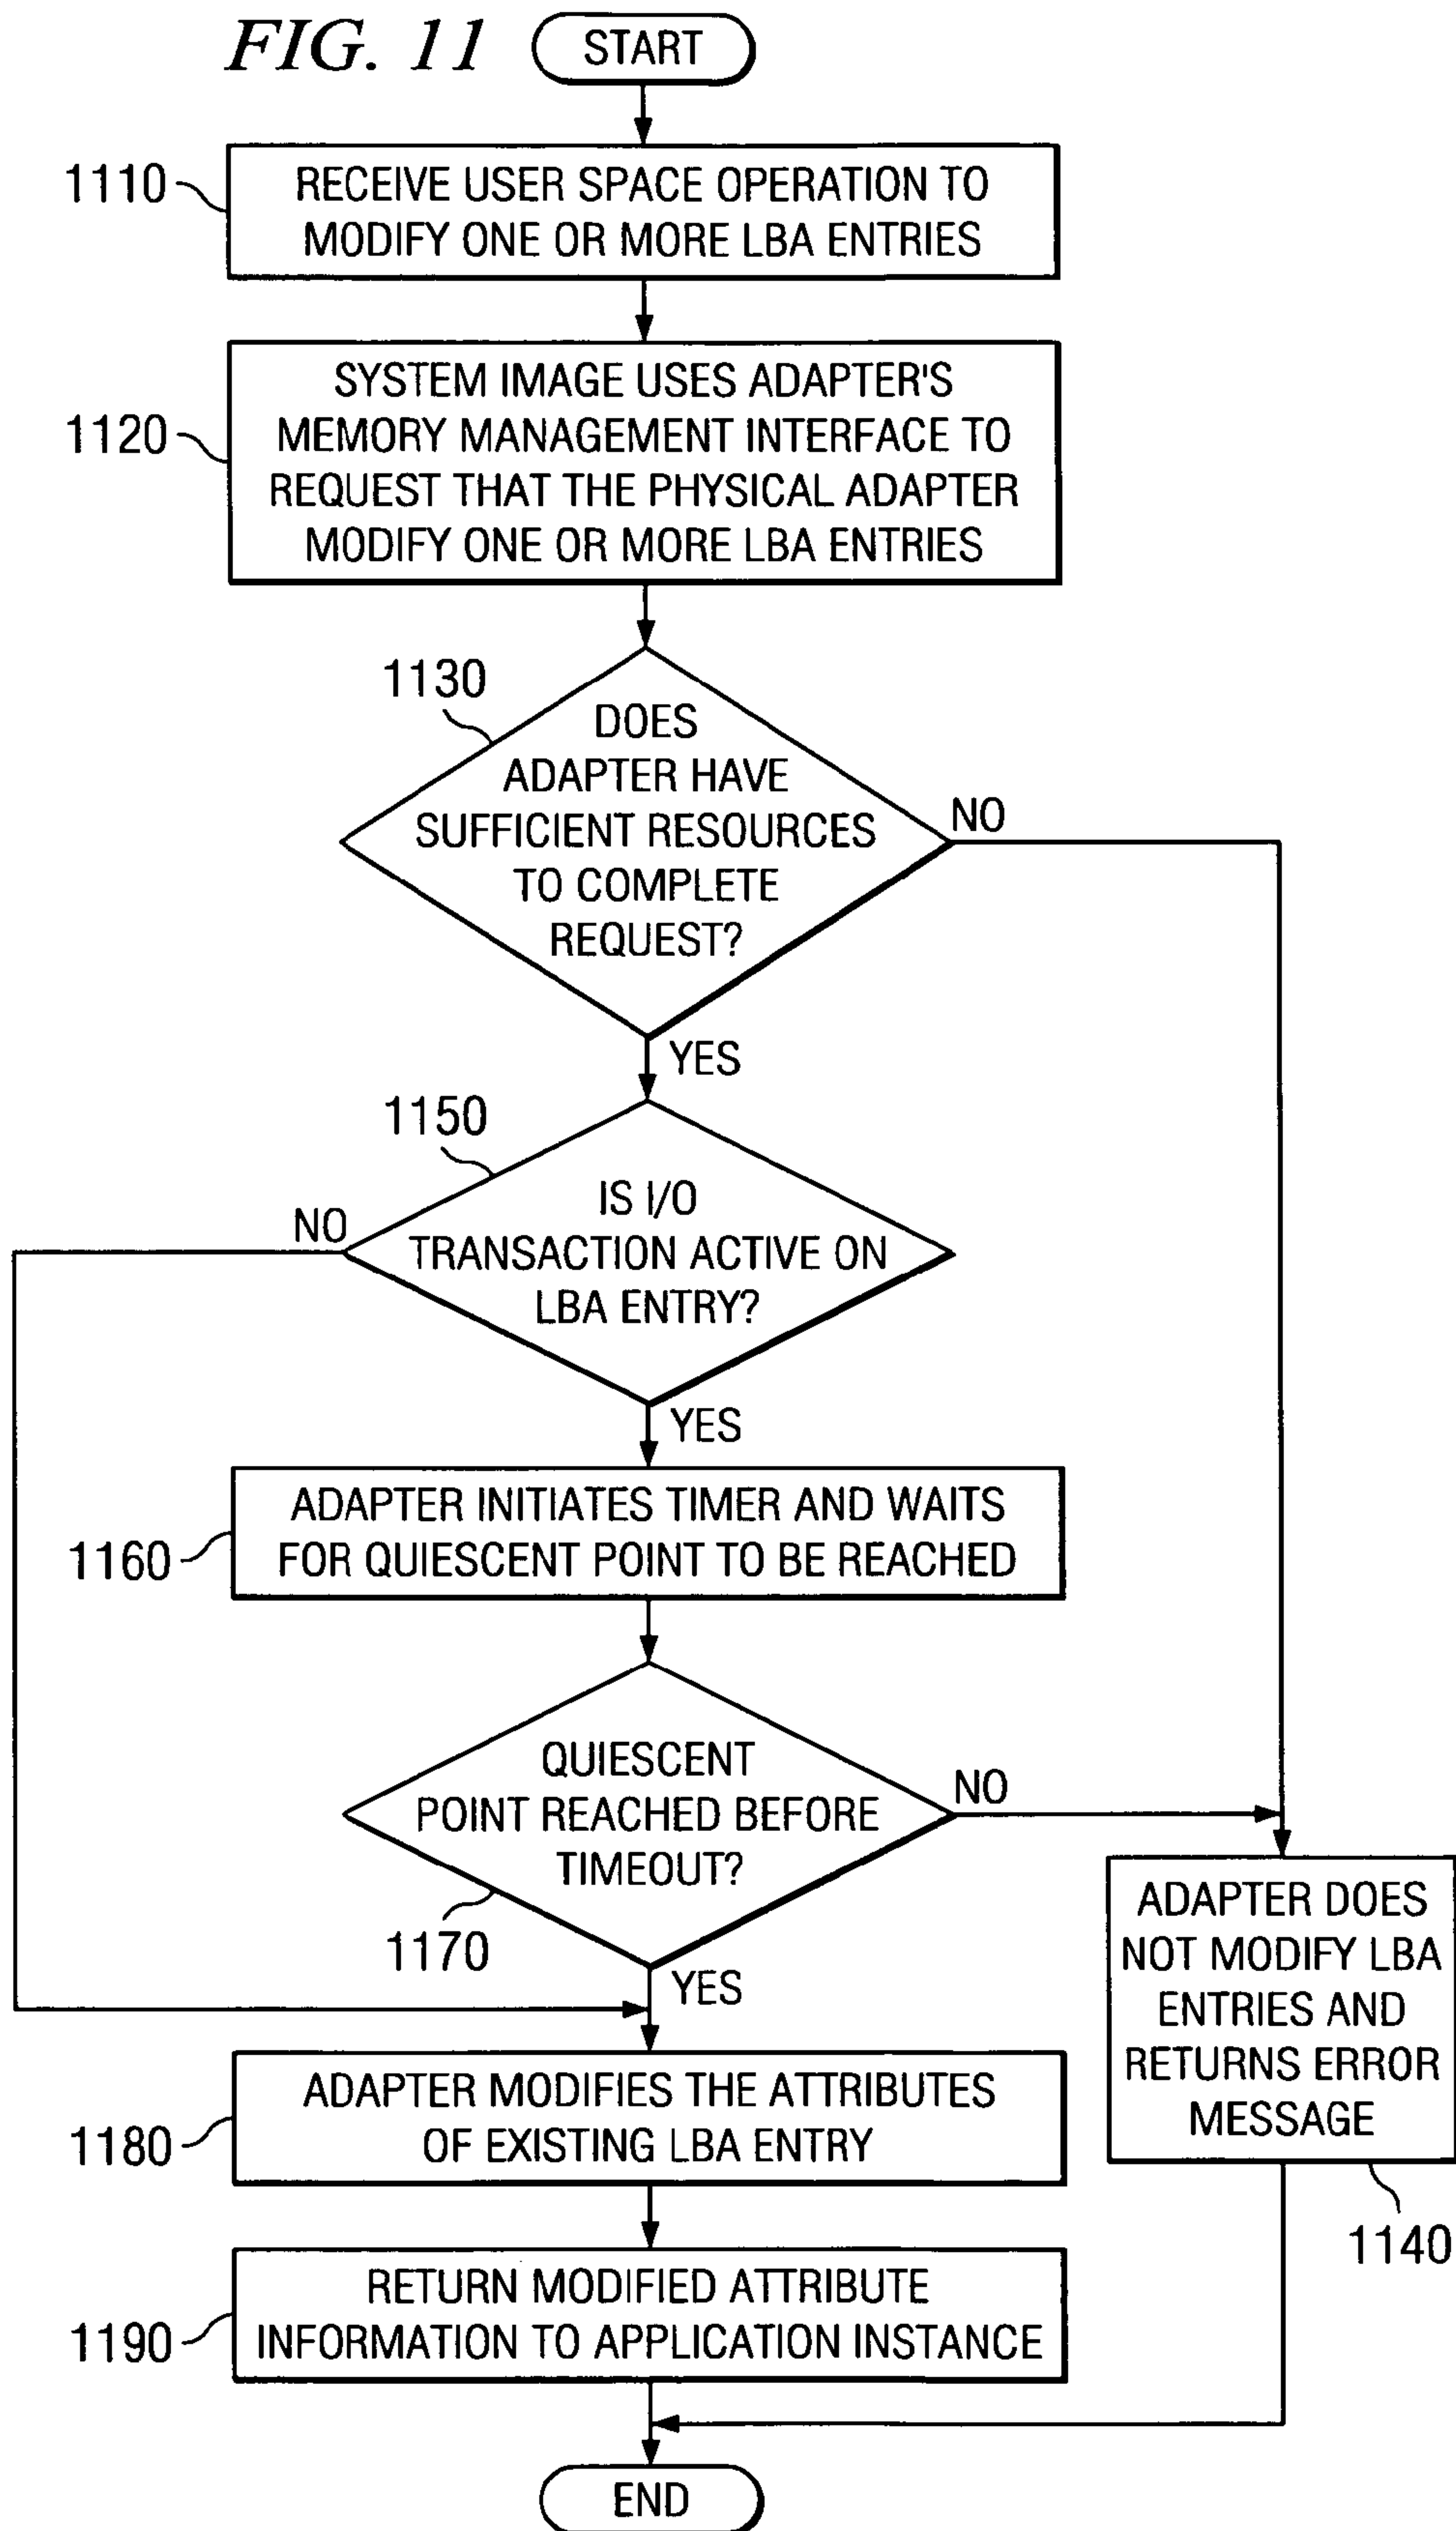 FIG. 11
START
1110
RECEIVE USER SPACE OPERATION TO
MODIFY ONE OR MORE LBA ENTRIES
1120
SYSTEM IMAGE USES ADAPTER'S
MEMORY MANAGEMENT INTERFACE TO
REQUEST THAT THE PHYSICAL ADAPTER
MODIFY ONE OR MORE LBA ENTRIES
1130
DOES
ADAPTER HAVE
SUFFICIENT RESOURCES
TO COMPLETE
REQUEST?
NO
YES
1150
IS I/O
TRANSACTION ACTIVE ON
LBA ENTRY?
NO
YES
1160
ADAPTER INITIATES TIMER AND WAITS
FOR QUIESCENT POINT TO BE REACHED
QUIESCENT
POINT REACHED BEFORE
TIMEOUT?
NO
1170
YES
ADAPTER DOES
NOT MODIFY LBA
ENTRIES AND
RETURNS ERROR
MESSAGE
1140
1180
ADAPTER MODIFIES THE ATTRIBUTES
OF EXISTING LBA ENTRY
1190
RETURN MODIFIED ATTRIBUTE
INFORMATION TO APPLICATION INSTANCE
END